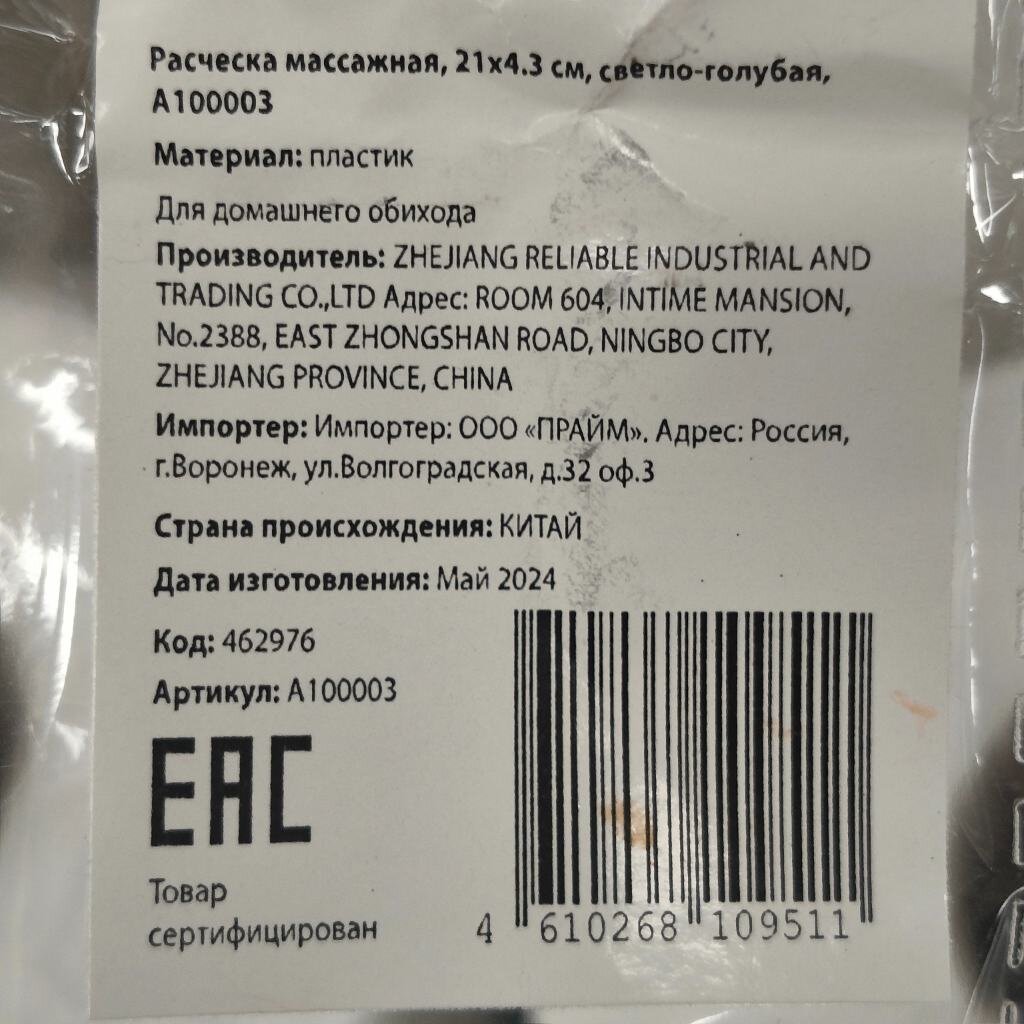 Расческа массажная, 21x4.3 см, светло-голубая,
А100003
Материал: пластик
Для домашнего обихода
Производитель: ZHEJIANG RELIABLE INDUSTRIAL AND
TRADING CO.,LTD Адрес: ROOM 604, INTIME MANSION,
No.2388, EAST ZHONGSHAN ROAD, NINGBO CITY,
ZHEJIANG PROVINCE, CHINA
Импортер: Импортер: ООО «ПРАЙМ». Адрес: Россия,
г.Воронеж, ул.Волгоградская, д.32 оф.3
Страна происхождения: КИТАЙ
Дата изготовления: Май 2024
Код: 462976
Артикул: А100003
EAC
Товар
сертифицирован
4 610268 109511